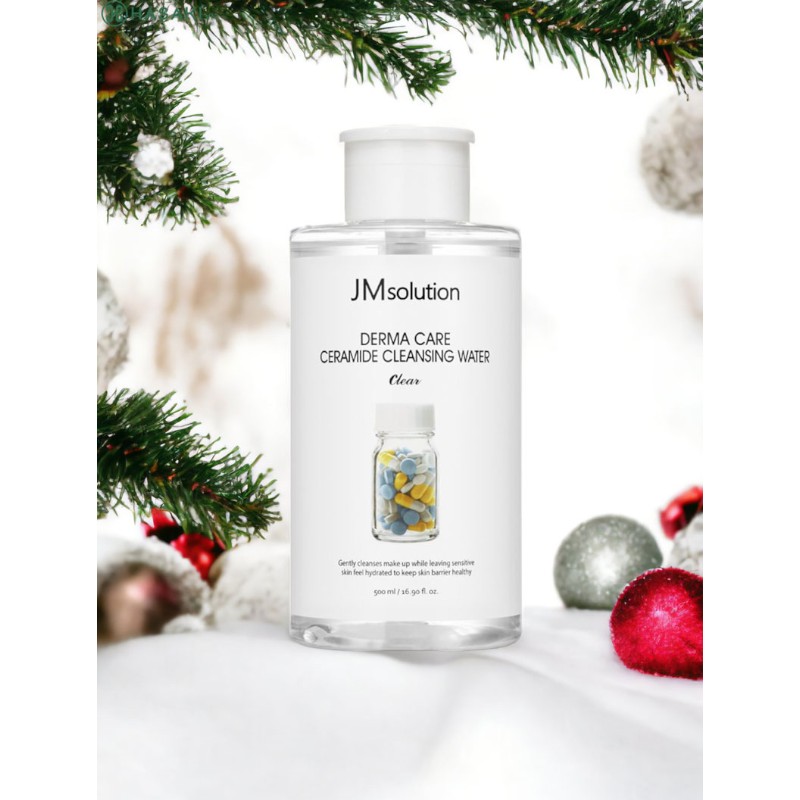 JMsolution
DERMA CARE
CERAMIDE CLEANSING WATER
Clear
Gently cleanses make up while leaving sensitive
skin feel hydrated to keep skin barrier healthy
500 ml / 16.90 fl. oz.